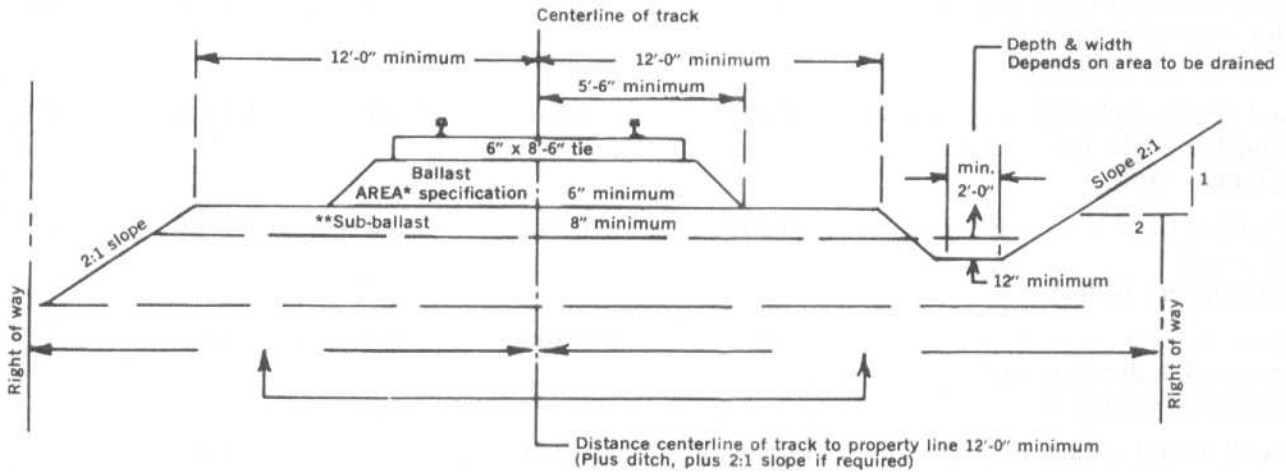 Centerline of track
12'-0" minimum
12'-0" minimum
Depth & width
Depends on area to be drained
5'-6" minimum
6" x 8'-6" tie
Ballast
AREA* specification
6" minimum
min.
2'-0"
Slope 2:1
1
2
**Sub-ballast
8" minimum
2:1 slope
12" minimum
Right of way
Right of way
Distance centerline of track to property line 12'-0" minimum
(Plus ditch, plus 2:1 slope if required)